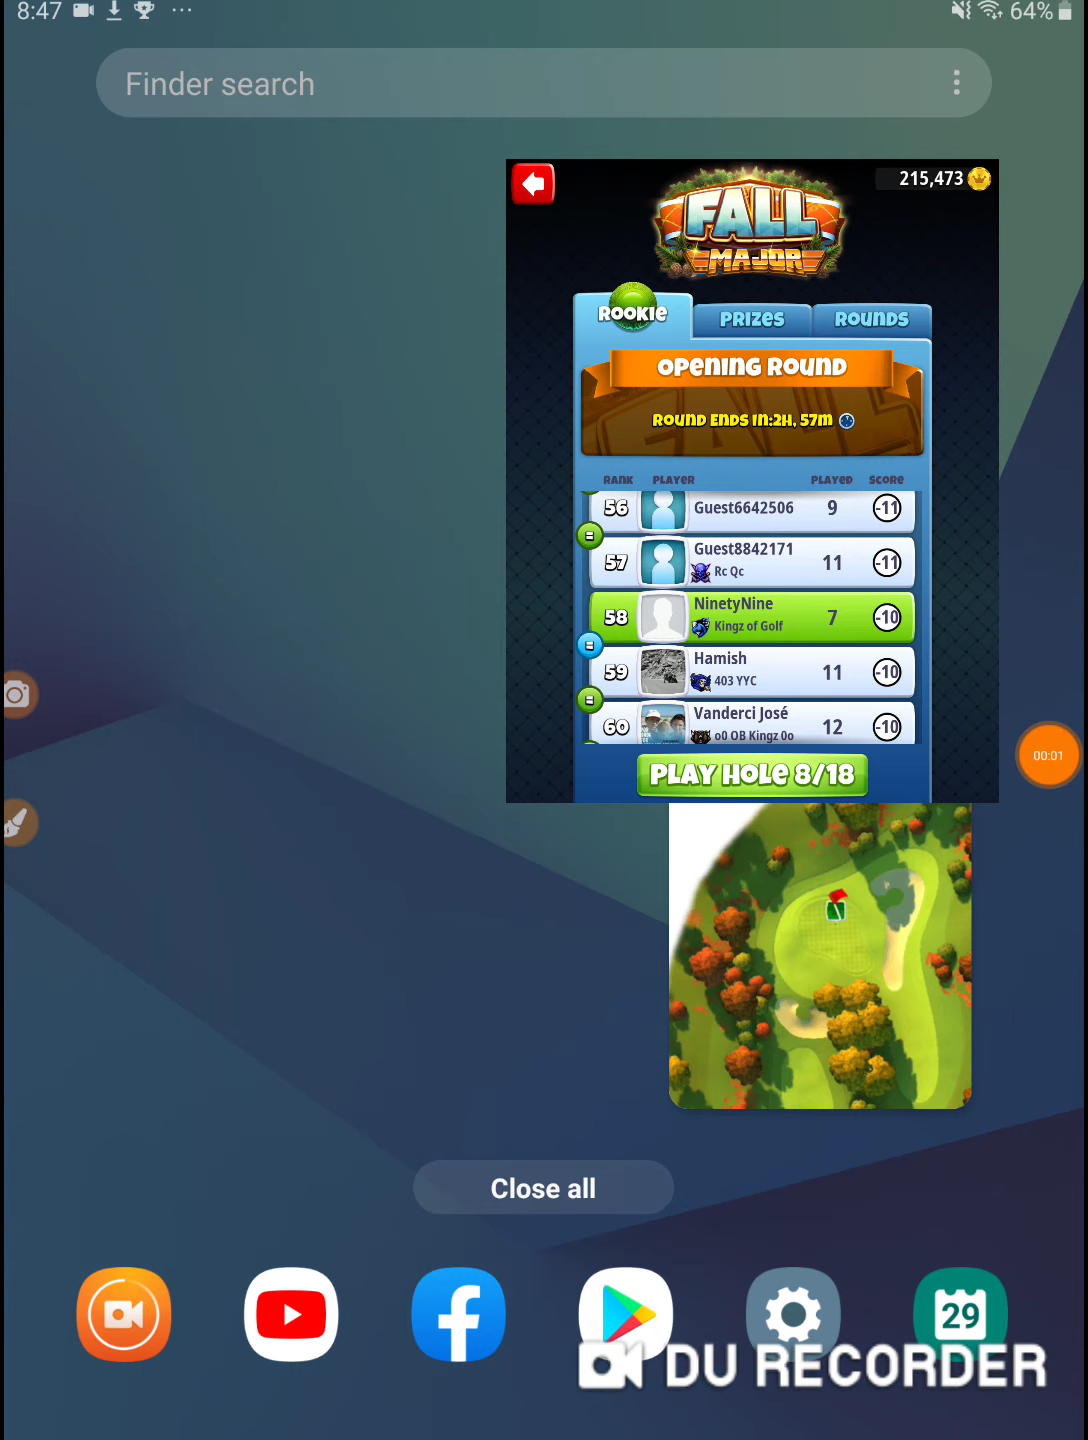 8:47
64%
Finder search
215,473
FALL
MAJOR
ROOKIE
PRIZES
ROUNDS
OPENING ROUND
ROUND ENDS IN:2H, 57M
RANK PLAYER PLAYED SCORE
56 Guest6642506 9 -11
57 Guest8842171 11 -11
Rc Qc
58 NinetyNine 7 -10
Kingz of Golf
59 Hamish 11 -10
403 YYC
60 Vanderci José 12 -10
o0 OB Kingz 0o
PLAY HOLE 8/18
00:01
Close all
29
DU RECORDER